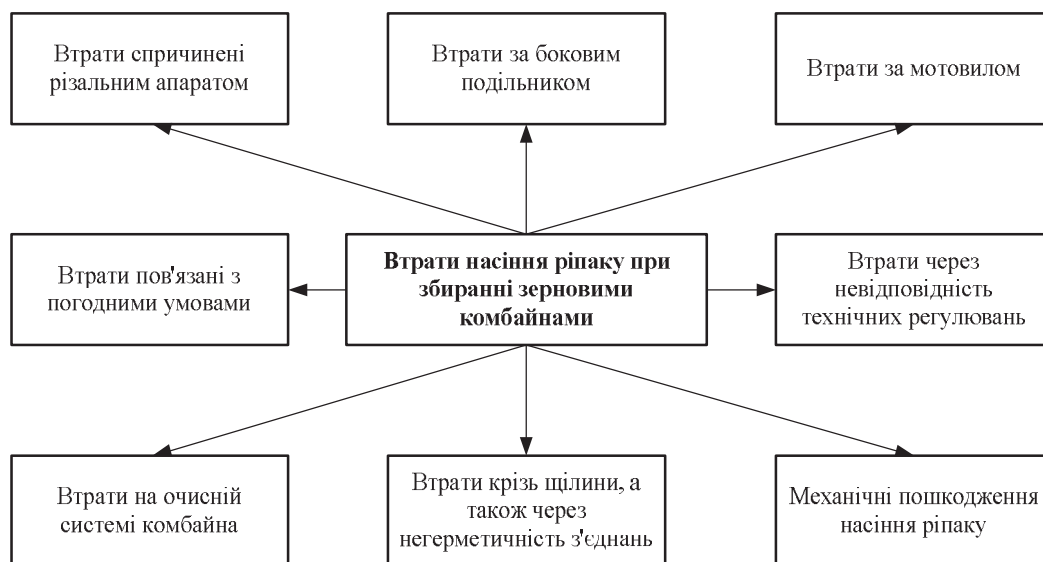 Втрати спричинені
різальним апаратом
Втрати за боковим
подільником
Втрати за мотовилом
Втрати пов'язані з
погодними умовами
Втрати насіння ріпаку при
збиранні зерновими
комбайнами
Втрати через
невідповідність
технічних регулювань
Втрати на очисній
системі комбайна
Втрати крізь щілини, а
також через
негерметичність з'єднань
Механічні пошкодження
насіння ріпаку